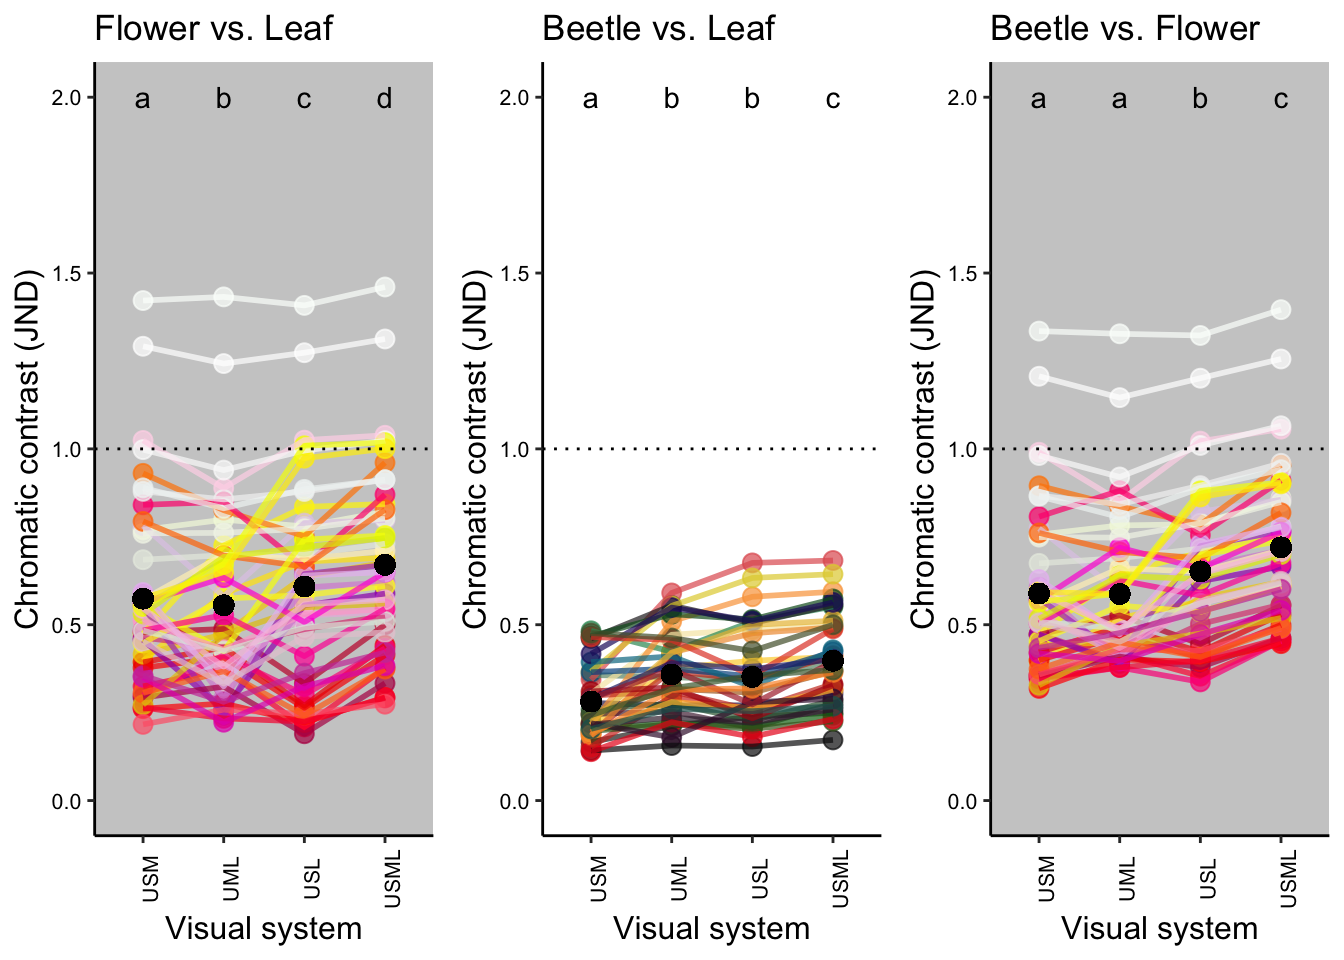 Flower vs. Leaf
Chromatic contrast (JND)
2.0
1.5
1.0
0.5
0.0
a b c d
USM UML USL USML
Visual system
Beetle vs. Leaf
Chromatic contrast (JND)
2.0
1.5
1.0
0.5
0.0
a b b c
USM UML USL USML
Visual system
Beetle vs. Flower
Chromatic contrast (JND)
2.0
1.5
1.0
0.5
0.0
a a b c
USM UML USL USML
Visual system